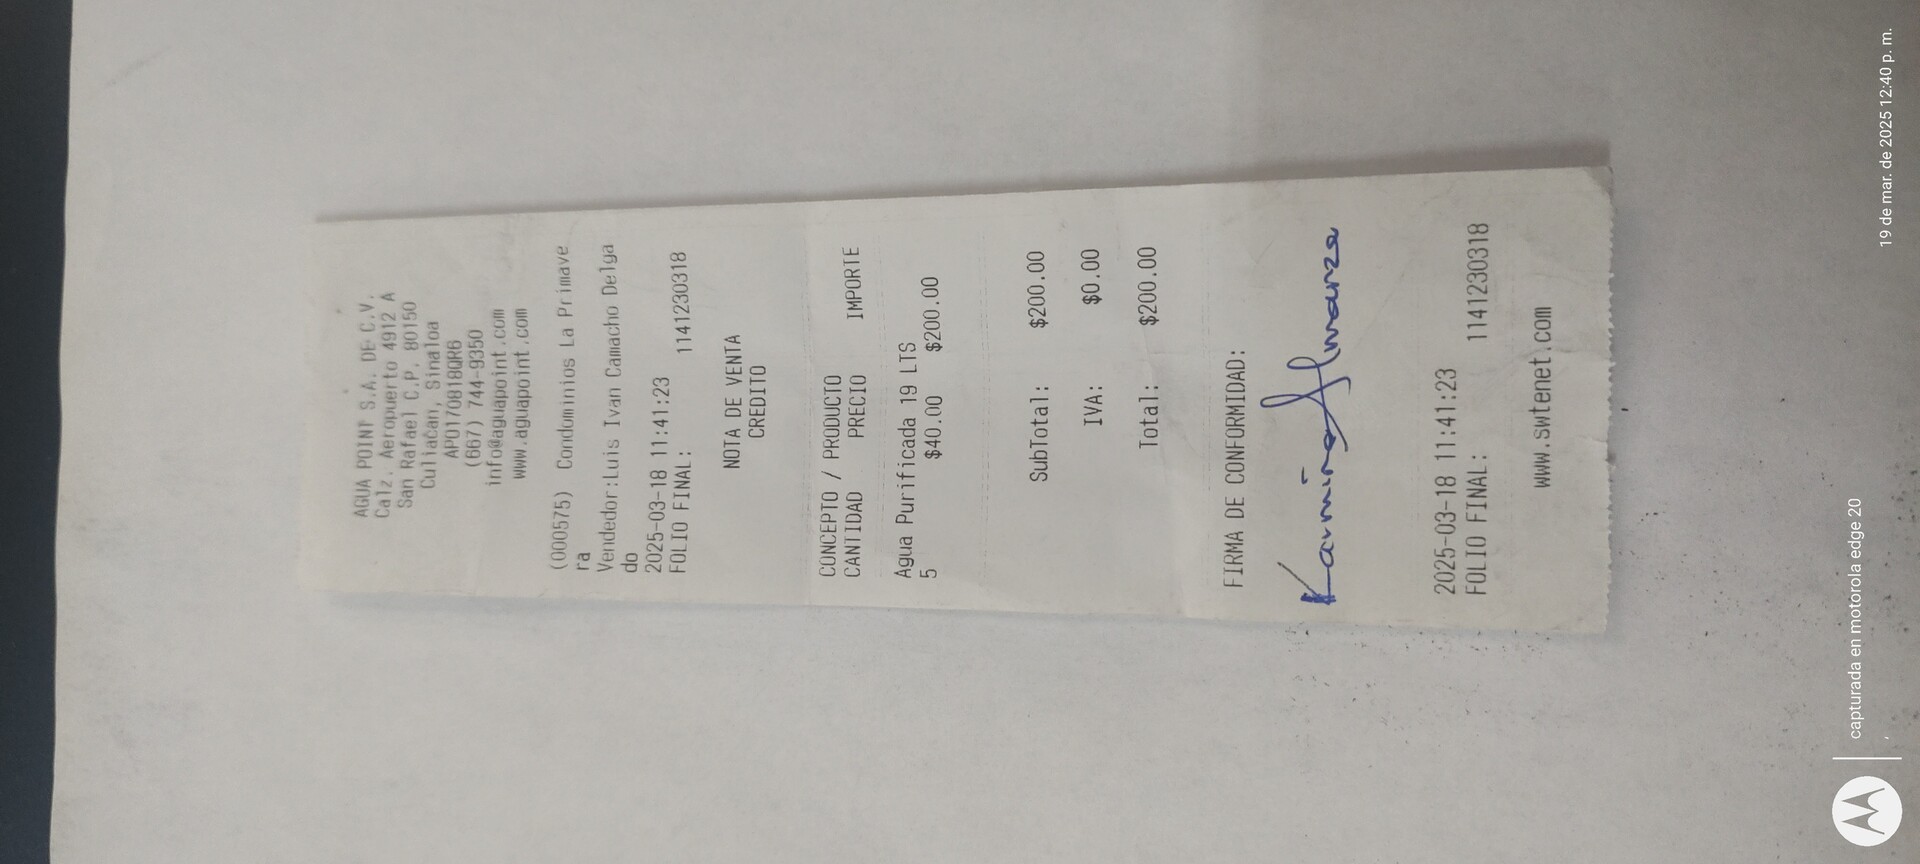 AGUA POINT S.A. DE C.V.
Calz. Aeropuerto 4912 A
San Rafael C.P. 80150
Culiacan, Sinaloa
APO170818QR6
(667) 744-9350
info@aguapoint.com
www.aguapoint.com
(000575) Condominios La Primave
ra
Vendedor:Luis Ivan Camacho Delga
do
2025-03-18 11:41:23
FOLIO FINAL: 1141230318
NOTA DE VENTA
CREDITO
CONCEPTO / PRODUCTO
CANTIDAD PRECIO IMPORTE
Agua Purificada 19 LTS
5 $40.00 $200.00
SubTotal: $200.00
IVA: $0.00
Total: $200.00
FIRMA DE CONFORMIDAD:
Karmina Almanza
2025-03-18 11:41:23
FOLIO FINAL: 1141230318
www.swtenet.com
capturada en motorola edge 20
19 de mar. de 2025 12:40 p. m.